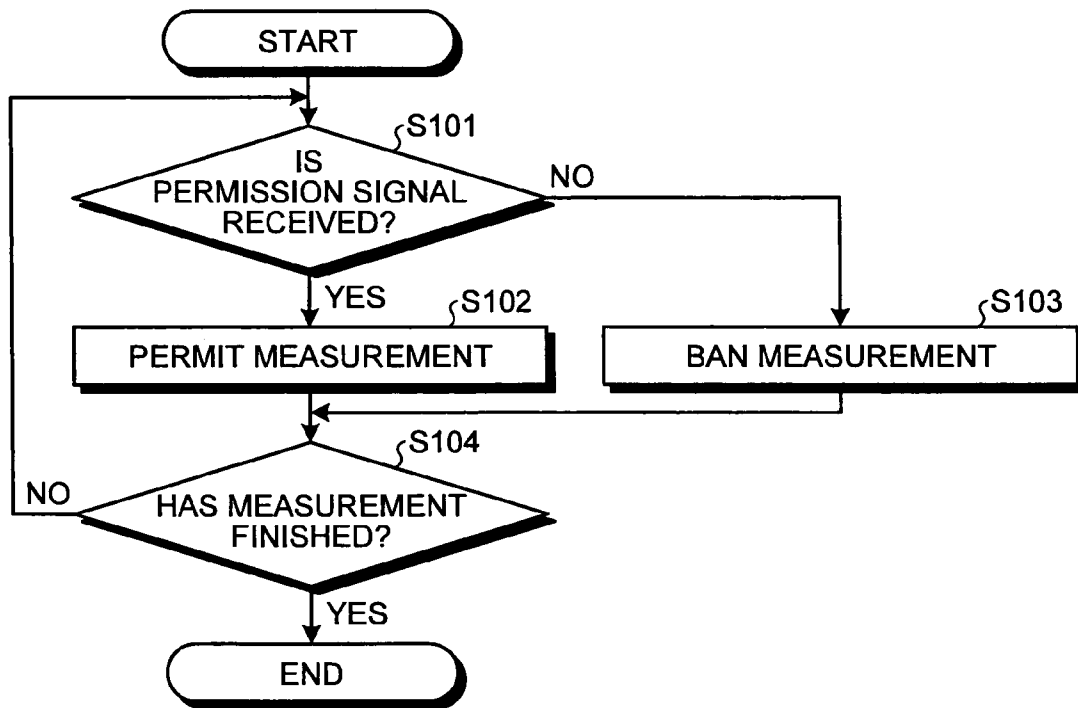 START
S101
IS
PERMISSION SIGNAL
RECEIVED?
NO
YES
S102
PERMIT MEASUREMENT
S103
BAN MEASUREMENT
S104
HAS MEASUREMENT
FINISHED?
NO
YES
END